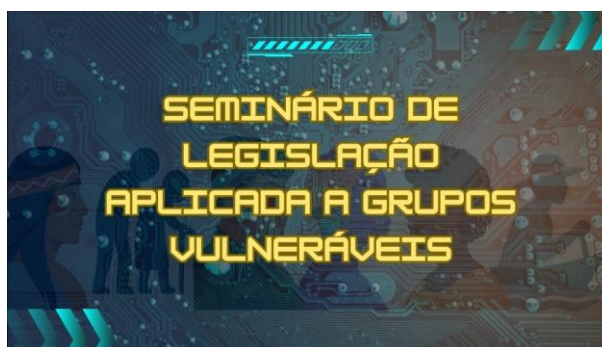 SEMINÁRIO DE
LEGISLAÇÃO
APLICADA A GRUPOS
VULNERÁVEIS